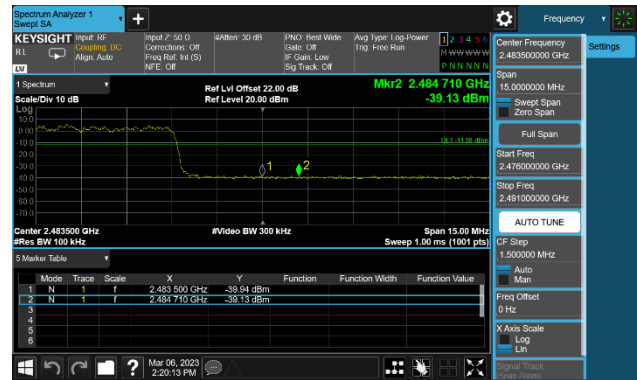 Spectrum Analyzer 1
Swept SA
KEYSIGHT
RL
LXI
Input: RF
Coupling: DC
Align: Auto
Input Z: 50 Ω
Corrections: Off
Freq Ref: Int (S)
NFE: Off
#Atten: 30 dB
PNO: Best Wide
Gate: Off
IF Gain: Low
Sig Track: Off
Avg Type: Log-Power
Trig: Free Run
1 2 3 4 5 6
M W W W W W
P N N N N N
1 Spectrum
Scale/Div 10 dB
Ref Lvl Offset 22.00 dB
Ref Level 20.00 dBm
Mkr2 2.484 710 GHz
-39.13 dBm
Log
10.0
0.00
-10.0
-20.0
-30.0
-40.0
-50.0
-60.0
-70.0
1
2
Center 2.483500 GHz
#Res BW 100 kHz
#Video BW 300 kHz
Span 15.00 MHz
Sweep 1.00 ms (1001 pts)
5 Marker Table
Mode Trace Scale X Y Function Function Width Function Value
1 N 1 f 2.483 500 GHz -39.94 dBm
2 N 1 f 2.484 710 GHz -39.13 dBm
3
4
5
6
Mar 06, 2023
2:20:13 PM
Frequency
Settings
Center Frequency
2.483500000 GHz
Span
15.0000000 MHz
Swept Span
Zero Span
Full Span
Start Freq
2.476000000 GHz
Stop Freq
2.491000000 GHz
AUTO TUNE
CF Step
1.500000 MHz
Auto
Man
Freq Offset
0 Hz
X Axis Scale
Log
Lin
Signal Track
(Span Zoom)